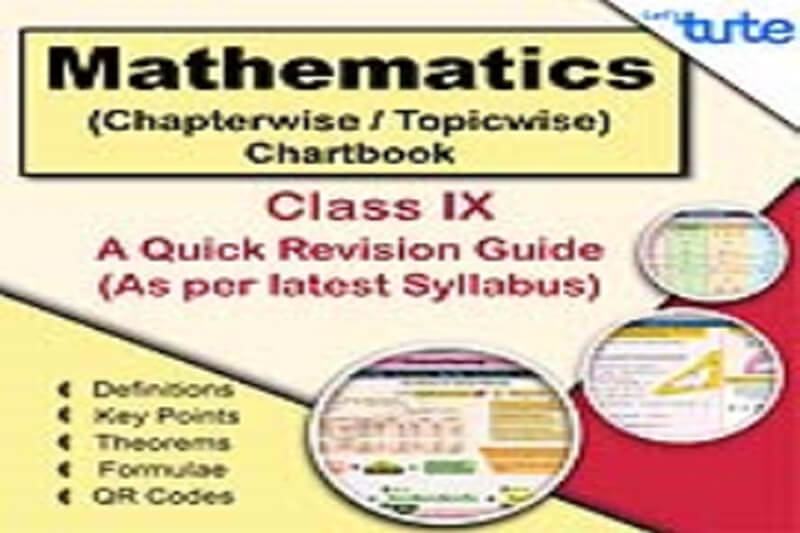 Let's
tute
Mathematics
(Chapterwise / Topicwise)
Chartbook
Class IX
A Quick Revision Guide
(As per latest Syllabus)
Definitions
Key Points
Theorems
Formulae
QR Codes